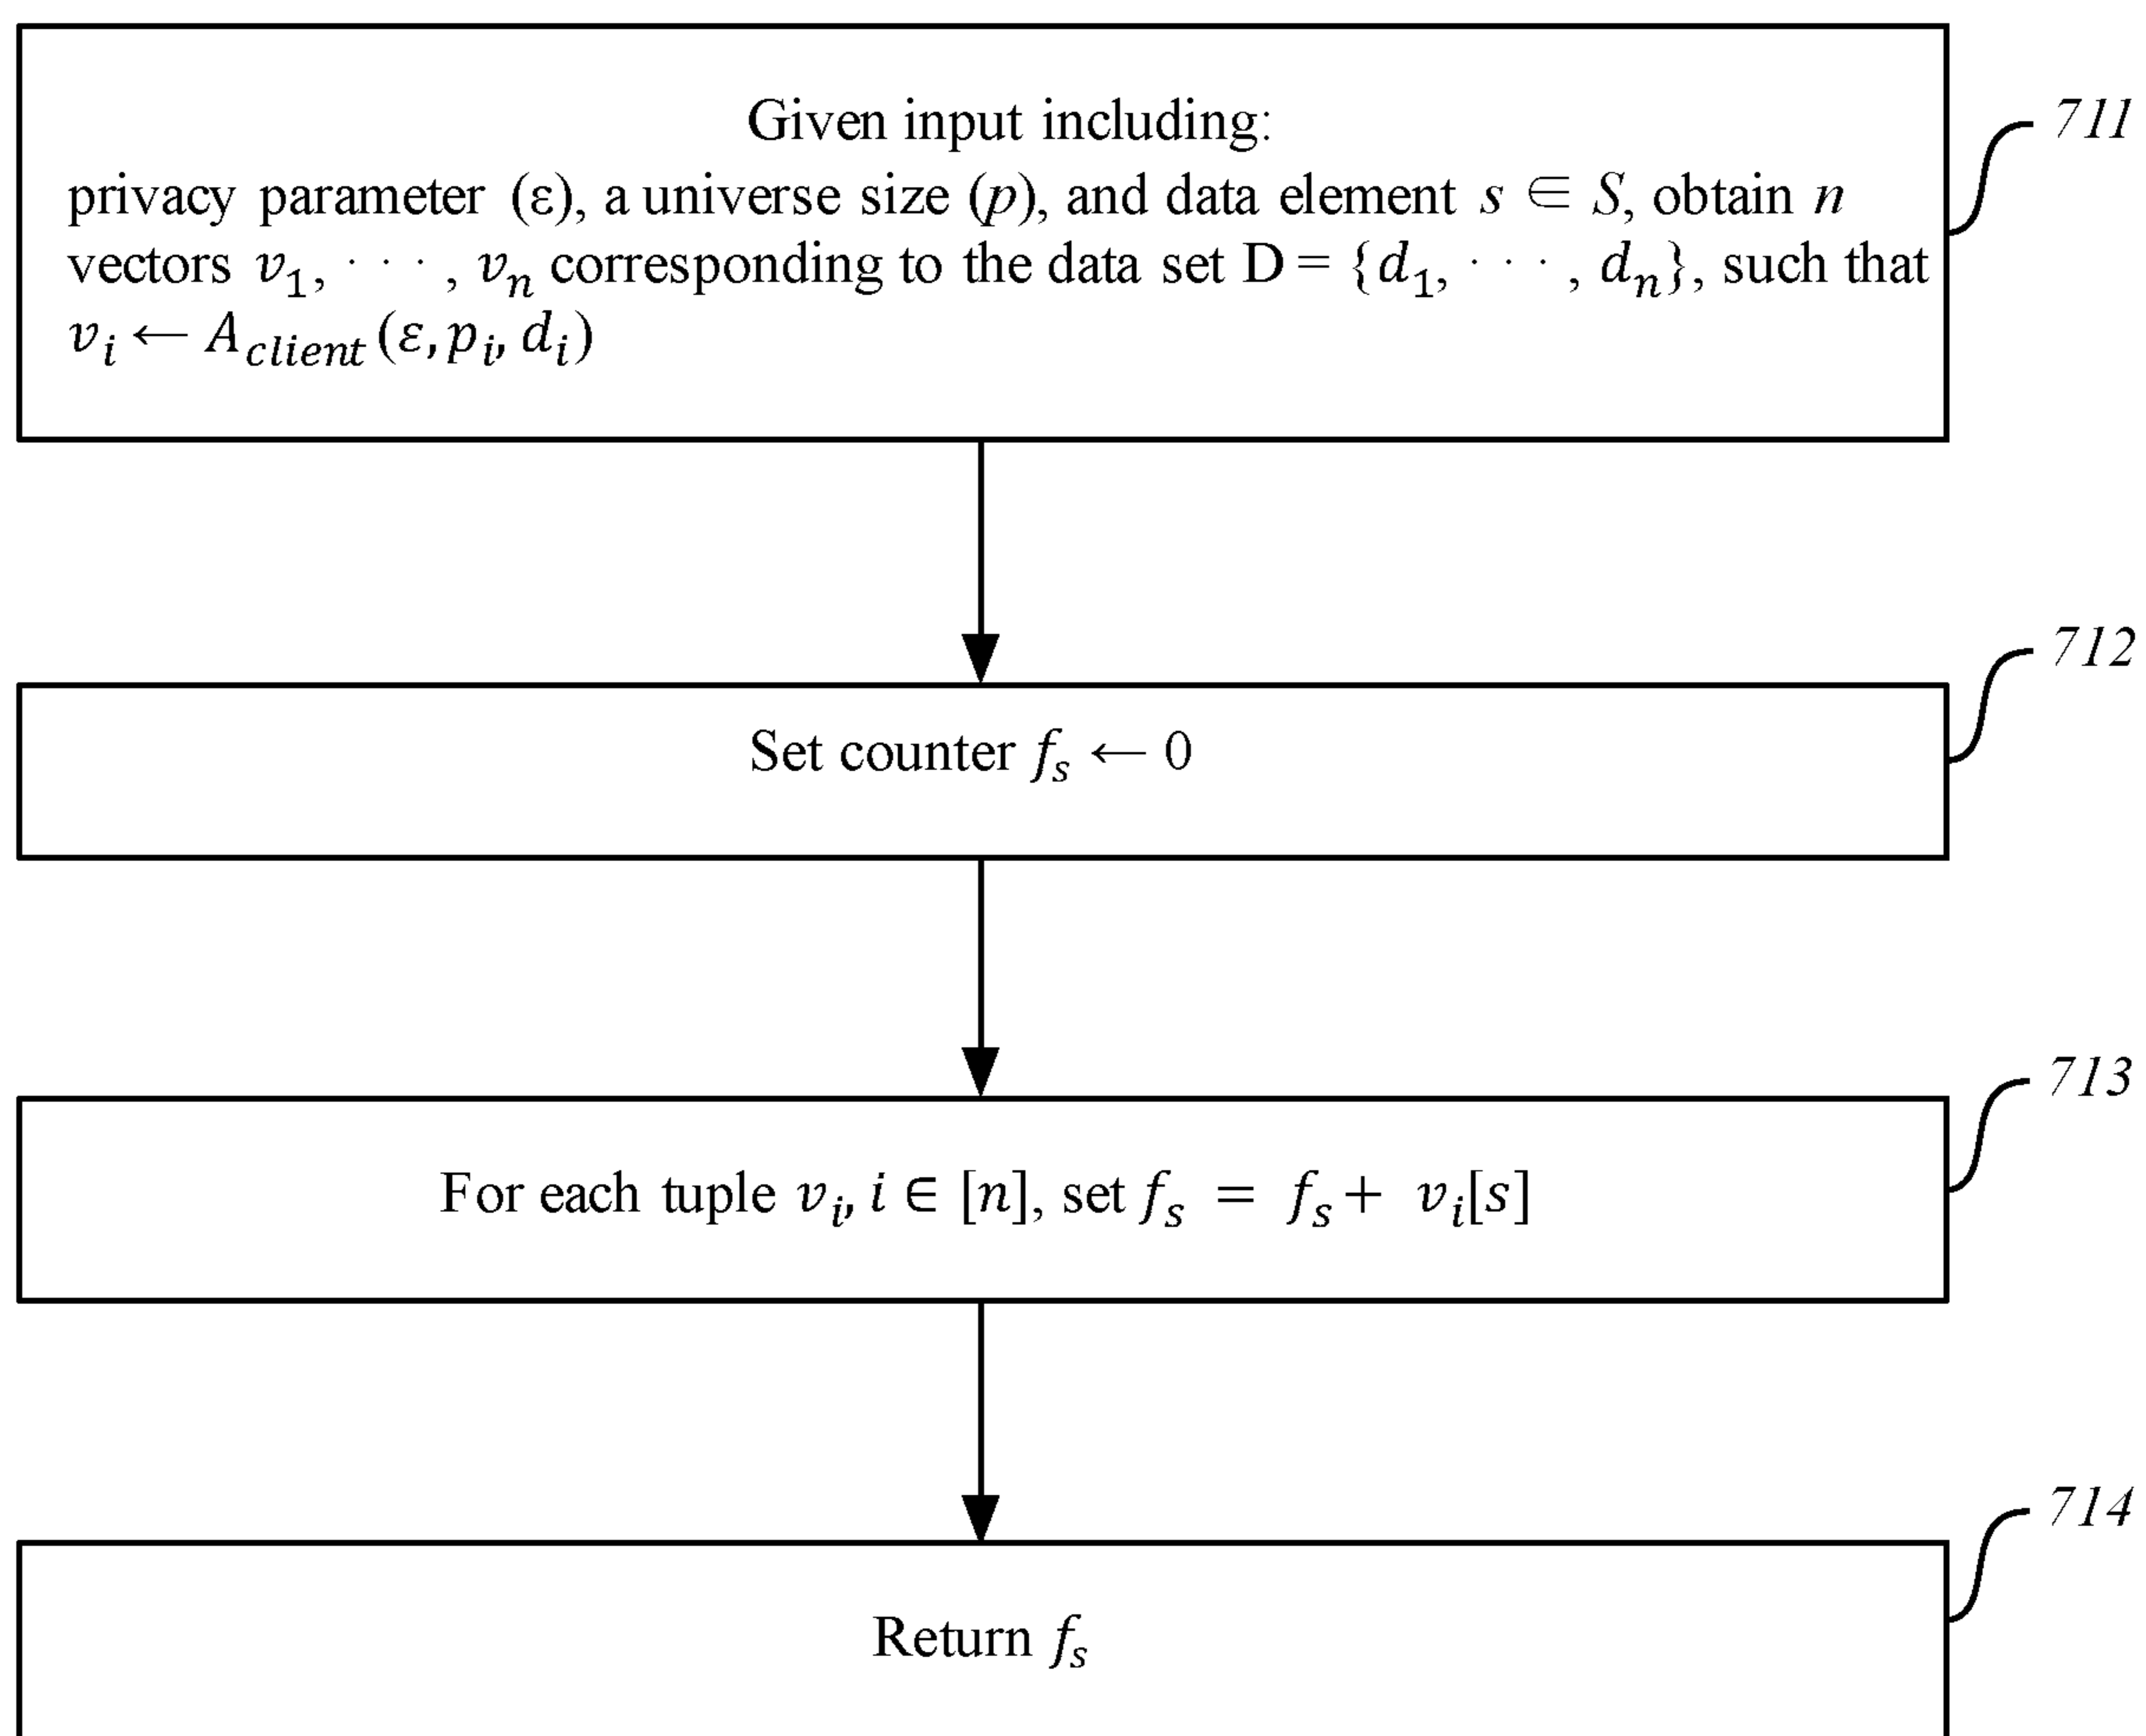 Given input including:
711
privacy parameter (ε), a universe size (p), and data element s ∈ S, obtain n
vectors v₁, · · · , vₙ corresponding to the data set D = {d₁, · · · , dₙ}, such that
vᵢ ← A_client(ε, pᵢ, dᵢ)
712
Set counter fₛ ← 0
713
For each tuple vᵢ, i ∈ [n], set fₛ = fₛ + vᵢ[s]
714
Return fₛ